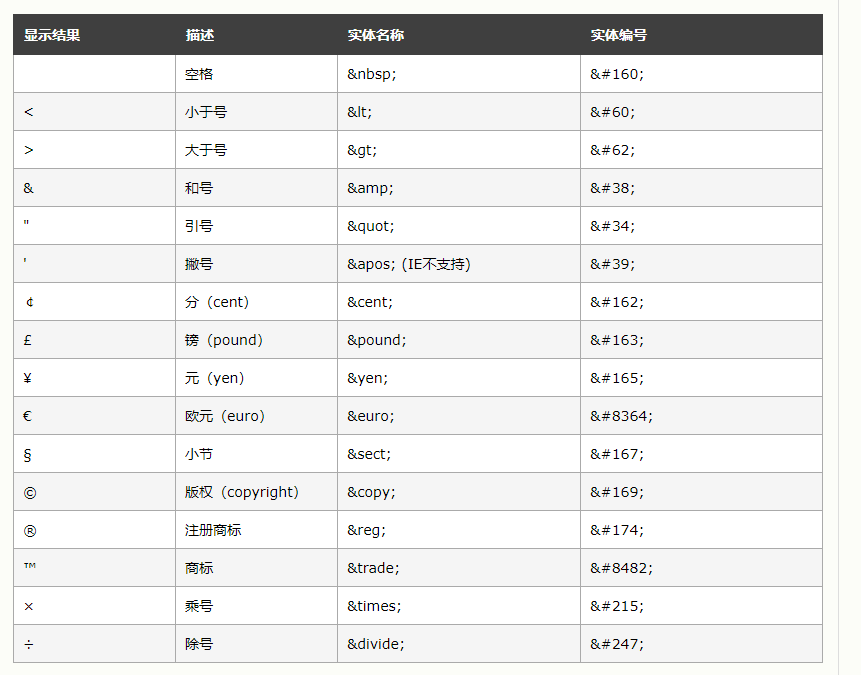 显示结果 描述 实体名称 实体编号
空格 &nbsp; &#160;
< 小于号 &lt; &#60;
> 大于号 &gt; &#62;
& 和号 &amp; &#38;
" 引号 &quot; &#34;
' 撇号 &apos; (IE不支持) &#39;
¢ 分（cent） &cent; &#162;
£ 镑（pound） &pound; &#163;
¥ 元（yen） &yen; &#165;
€ 欧元（euro） &euro; &#8364;
§ 小节 &sect; &#167;
© 版权（copyright） &copy; &#169;
® 注册商标 &reg; &#174;
™ 商标 &trade; &#8482;
× 乘号 &times; &#215;
÷ 除号 &divide; &#247;